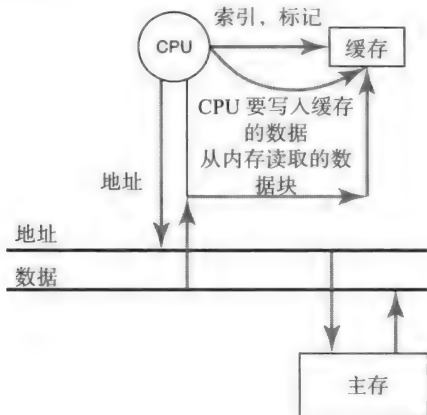 索引，标记
CPU
缓存
CPU 要写入缓存
的数据
从内存读取的数
据块
地址
地址
数据
主存